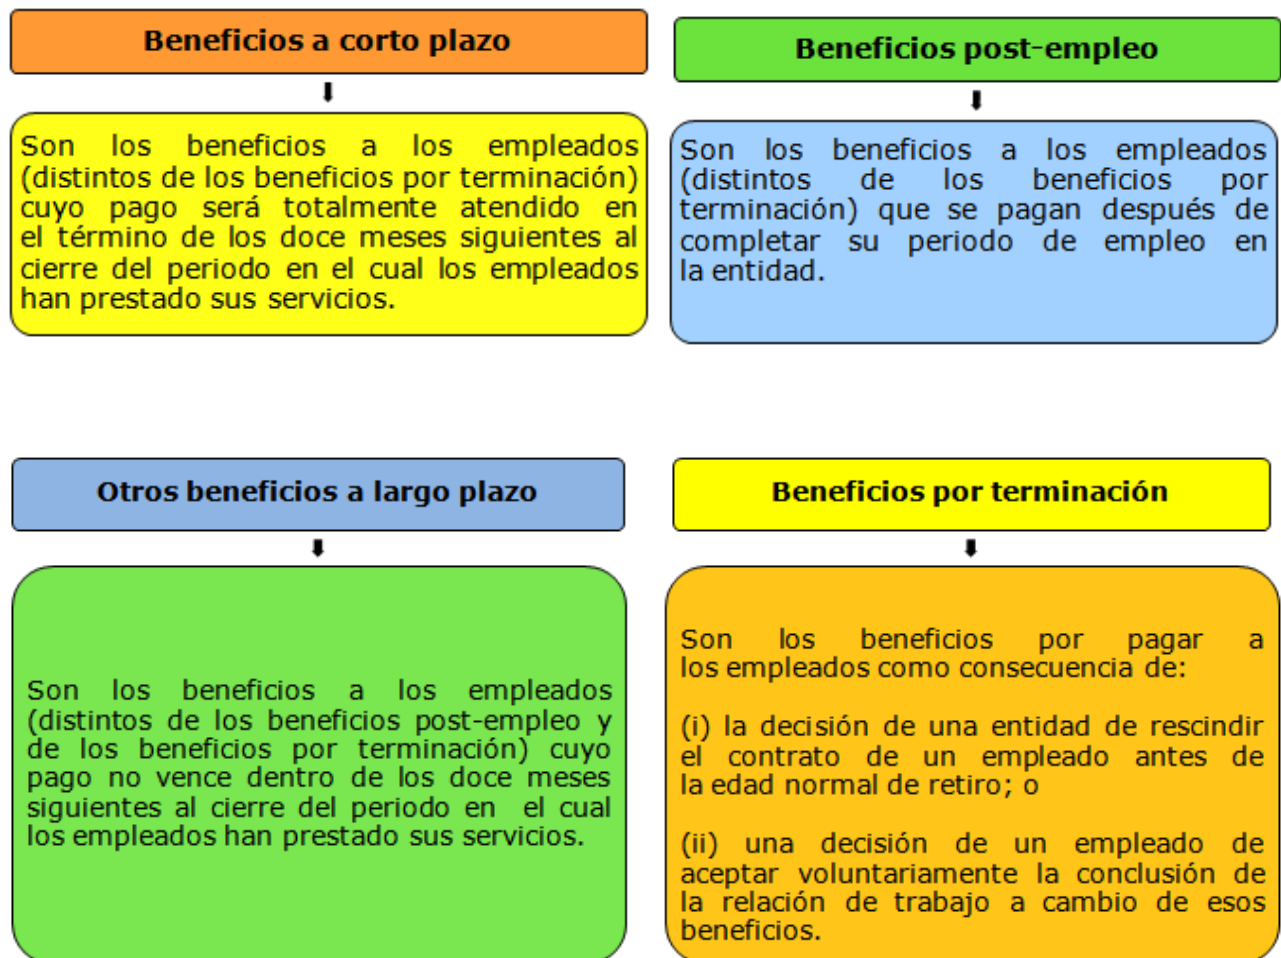 Beneficios a corto plazo
Son los beneficios a los empleados
(distintos de los beneficios por terminación)
cuyo pago será totalmente atendido en
el término de los doce meses siguientes al
cierre del periodo en el cual los empleados
han prestado sus servicios.
Beneficios post-empleo
Son los beneficios a los empleados
(distintos de los beneficios por
terminación) que se pagan después de
completar su periodo de empleo en
la entidad.
Otros beneficios a largo plazo
Son los beneficios a los empleados
(distintos de los beneficios post-empleo y
de los beneficios por terminación) cuyo
pago no vence dentro de los doce meses
siguientes al cierre del periodo en el cual
los empleados han prestado sus servicios.
Beneficios por terminación
Son los beneficios por pagar a
los empleados como consecuencia de:
(i) la decisión de una entidad de rescindir
el contrato de un empleado antes de
la edad normal de retiro; o
(ii) una decisión de un empleado de
aceptar voluntariamente la conclusión de
la relación de trabajo a cambio de esos
beneficios.